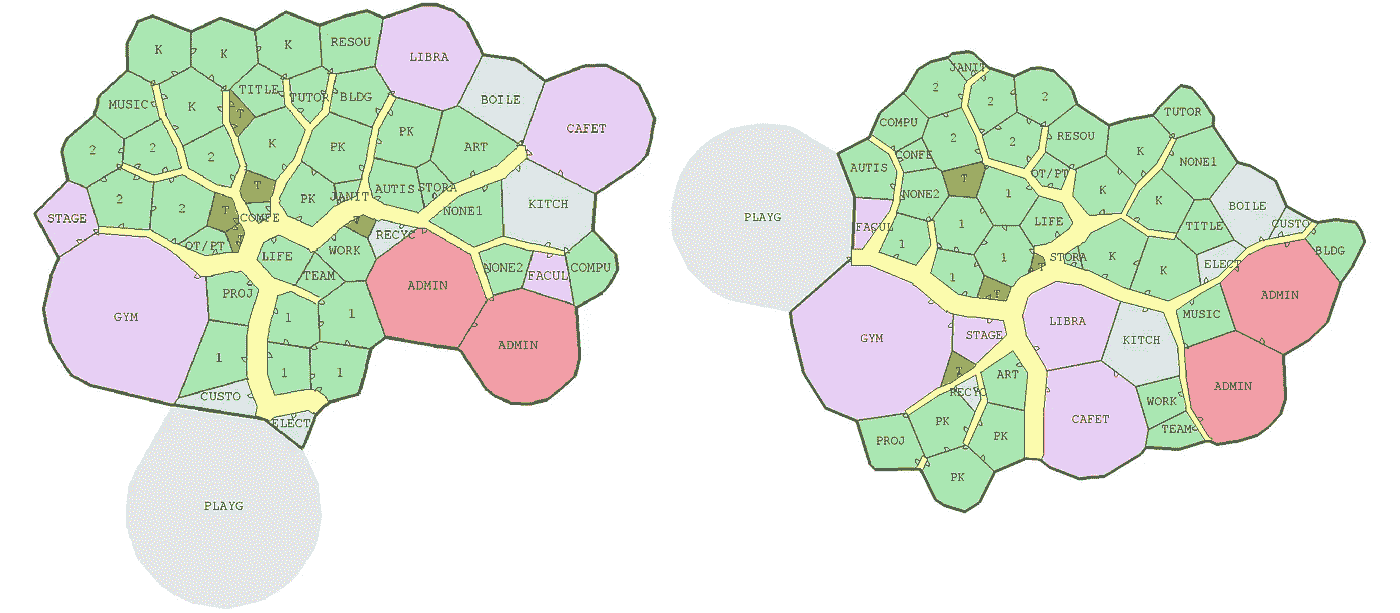 K
K
K
RESOU
LIBRA
MUSIC
K
TITLE
T
TUTOR
BLDG
BOILE
CAFET
2
2
2
K
PK
PK
ART
STAGE
2
2
T
T
T
CONFE
PK
JANIT
AUTIS
STORA
NONE1
KITCH
OT/PT
LIFE
WORK
T
RECYC
TEAM
NONE2
FACUL
COMPU
GYM
PROJ
1
1
ADMIN
1
1
1
ADMIN
CUSTO
ELECT
PLAYG
JANIT
2
2
2
COMPU
2
2
RESOU
TUTOR
AUTIS
CONFE
K
NONE1
NONE2
T
1
OT/PT
K
K
PLAYG
FACUL
1
1
LIFE
TITLE
BOILE
CUSTO
1
1
T
STORA
K
K
ELECT
BLDG
T
ADMIN
GYM
STAGE
LIBRA
KITCH
MUSIC
T
ART
RECYC
ADMIN
PROJ
PK
PK
CAFET
WORK
TEAM
PK